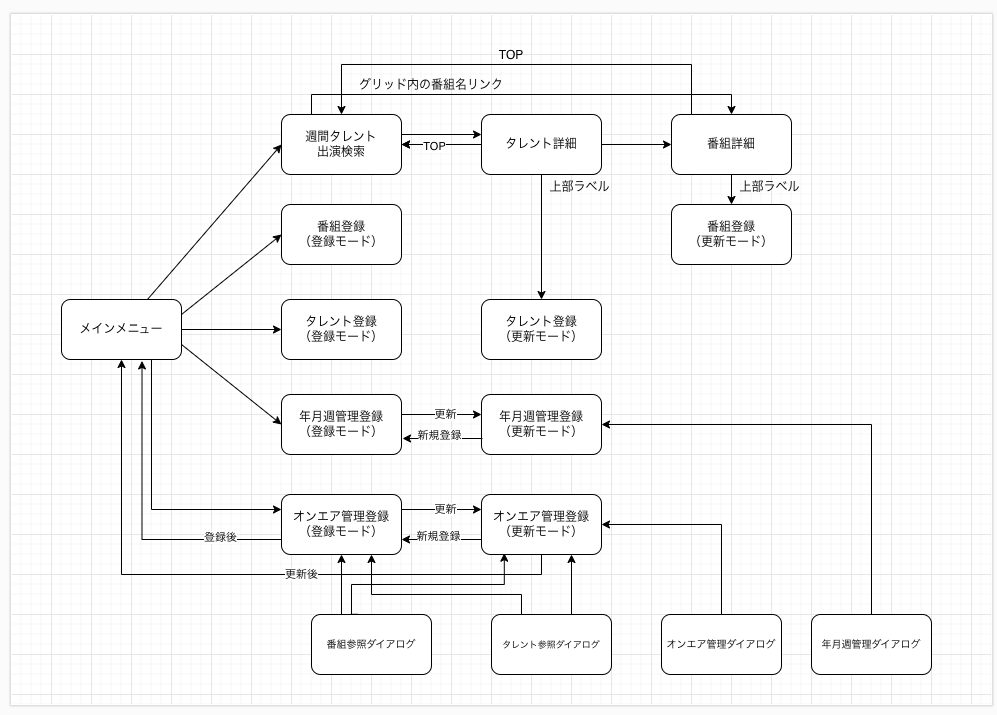 TOP
グリッド内の番組名リンク
週間タレント
出演検索
TOP
タレント詳細
番組詳細
上部ラベル
上部ラベル
番組登録
（登録モード）
番組登録
（更新モード）
メインメニュー
タレント登録
（登録モード）
タレント登録
（更新モード）
年月週管理登録
（登録モード）
更新
新規登録
年月週管理登録
（更新モード）
オンエア管理登録
（登録モード）
更新
新規登録
オンエア管理登録
（更新モード）
登録後
更新後
番組参照ダイアログ
タレント参照ダイアログ
オンエア管理ダイアログ
年月週管理ダイアログ